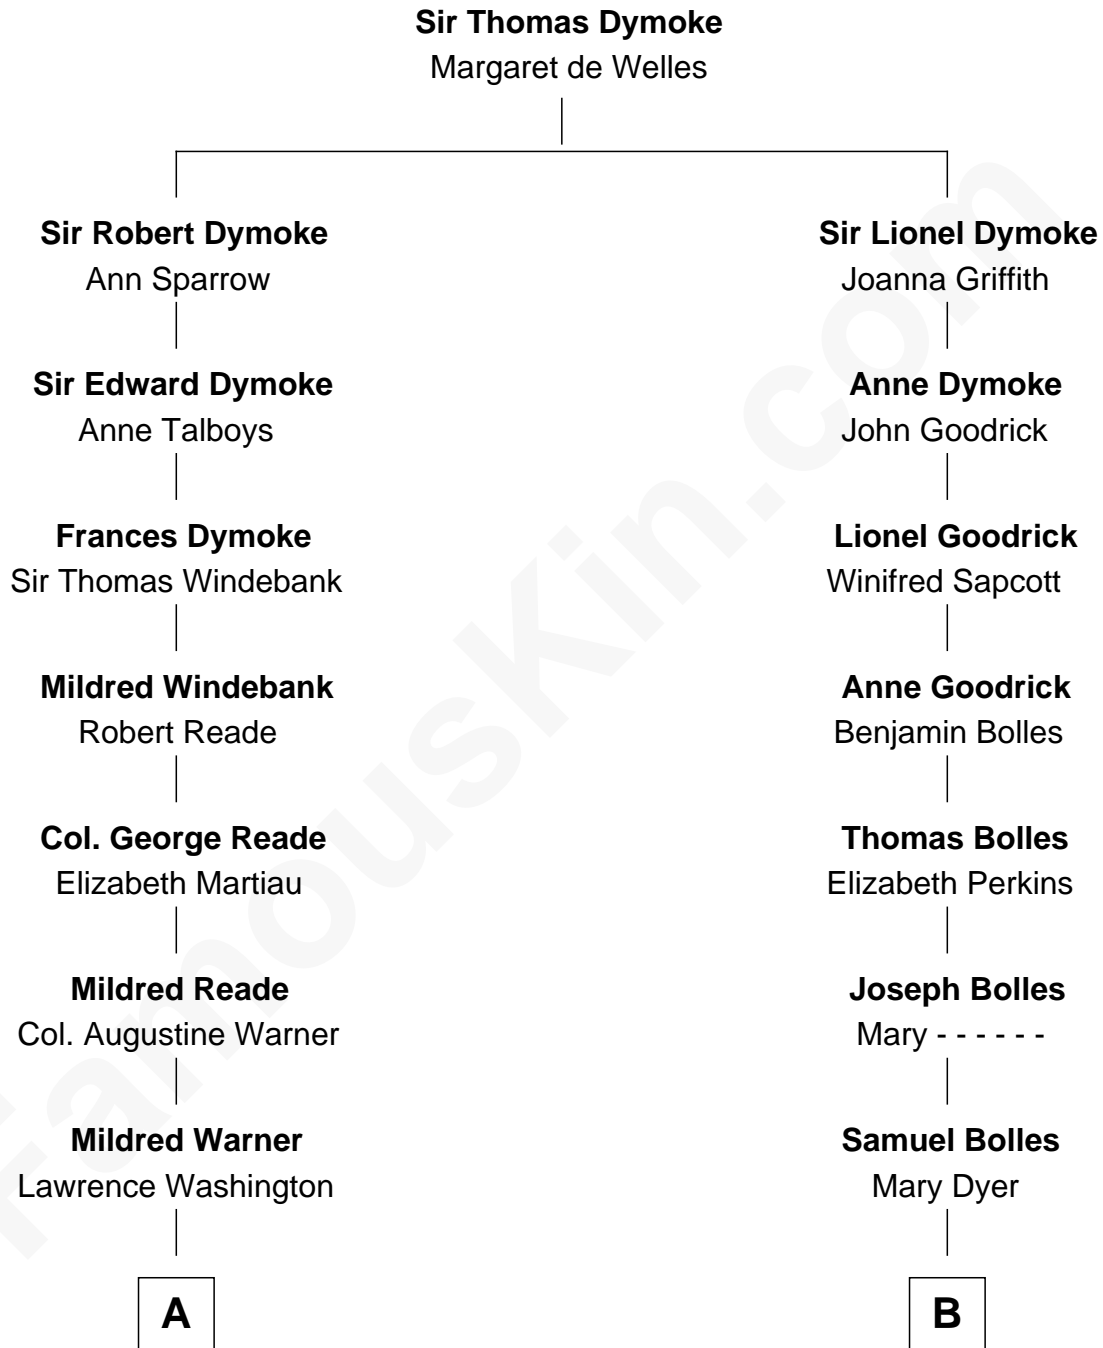 Sir Thomas Dymoke
Margaret de Welles
Sir Robert Dymoke
Ann Sparrow
Sir Edward Dymoke
Anne Talboys
Frances Dymoke
Sir Thomas Windebank
Mildred Windebank
Robert Reade
Col. George Reade
Elizabeth Martiau
Mildred Reade
Col. Augustine Warner
Mildred Warner
Lawrence Washington
A
Sir Lionel Dymoke
Joanna Griffith
Anne Dymoke
John Goodrick
Lionel Goodrick
Winifred Sapcott
Anne Goodrick
Benjamin Bolles
Thomas Bolles
Elizabeth Perkins
Joseph Bolles
Mary - - - - - -
Samuel Bolles
Mary Dyer
B
FamousKin.com